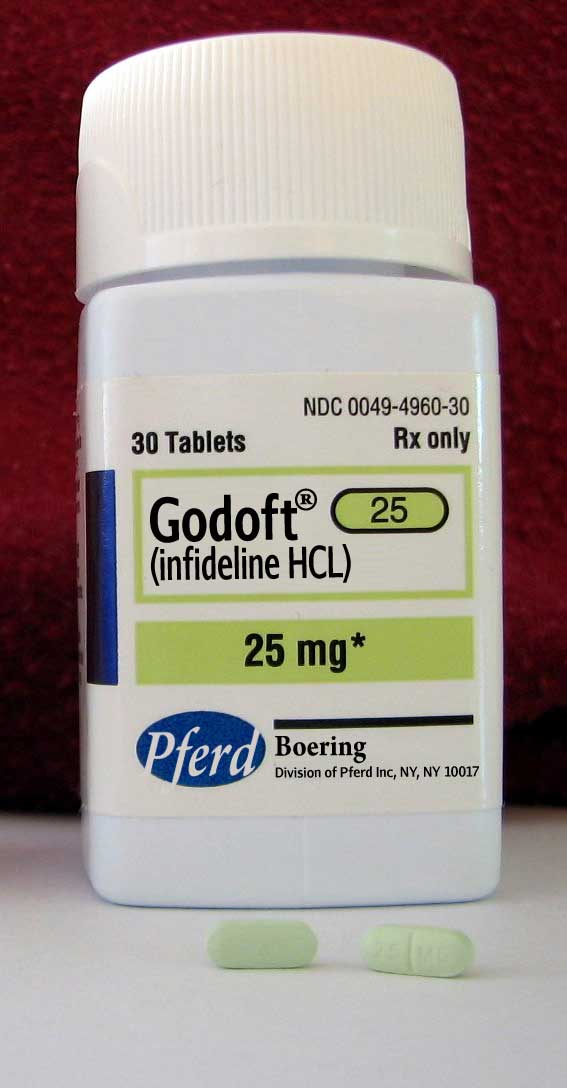 NDC 0049-4960-30
30 Tablets Rx only
Godoft® 25
(infideline HCL)
25 mg*
Pferd Boering
Division of Pferd Inc, NY, NY 10017
25 MG